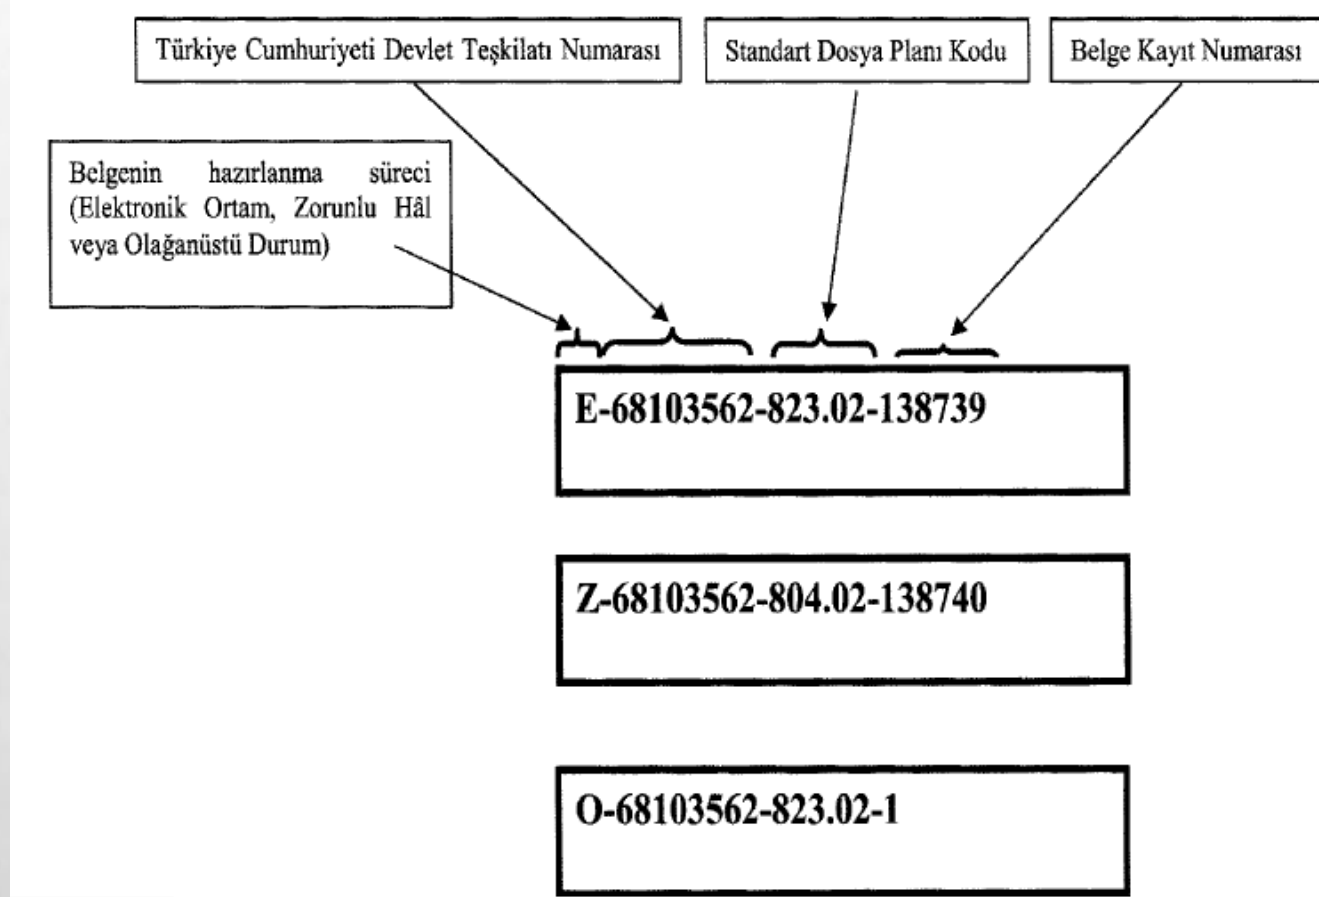 Türkiye Cumhuriyeti Devlet Teşkilatı Numarası
Standart Dosya Planı Kodu
Belge Kayıt Numarası
Belgenin hazırlanma süreci
(Elektronik Ortam, Zorunlu Hâl
veya Olağanüstü Durum)
E-68103562-823.02-138739
Z-68103562-804.02-138740
O-68103562-823.02-1